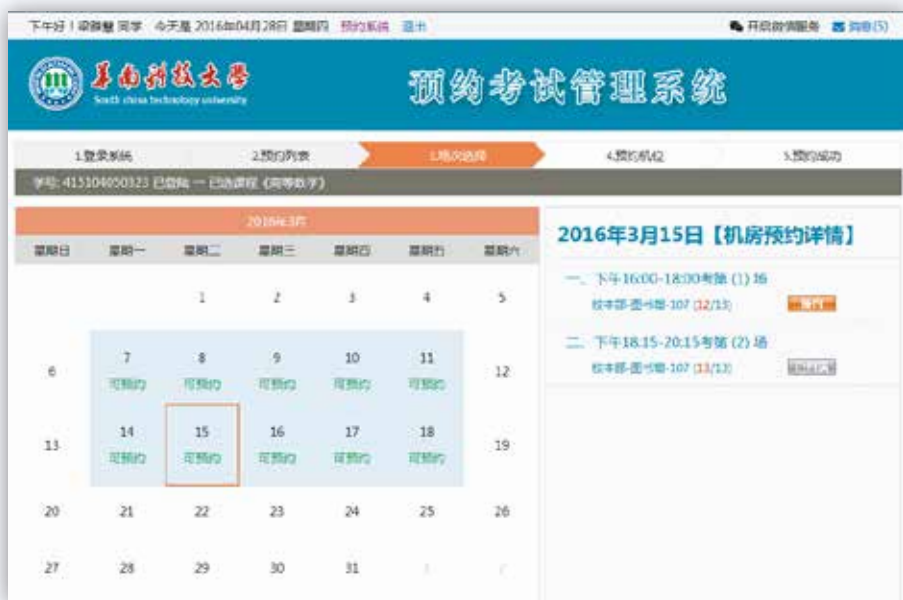 下午好！梁雅慧 同学 今天是 2016年04月28日 星期四 预约系统 退出
开启微信服务 消息(5)
华南科技大学
South china technology university
预约考试管理系统
1.登录系统 2.预约列表 3.场次选择 4.预约机位 5.预约成功
学号: 415104050323 已登陆 — 已选课程《高等数学》
2016年3月
星期日 星期一 星期二 星期三 星期四 星期五 星期六
1 2 3 4 5
6 7 8 9 10 11 12
可预约 可预约 可预约 可预约 可预约
13 14 15 16 17 18 19
可预约 可预约 可预约 可预约 可预约
20 21 22 23 24 25 26
27 28 29 30 31 1 2
2016年3月15日【机房预约详情】
一、下午16:00-18:00考第 (1) 场
校本部-图书馆-107 (12/13) 预约
二、下午18:15-20:15考第 (2) 场
校本部-图书馆-107 (13/13)